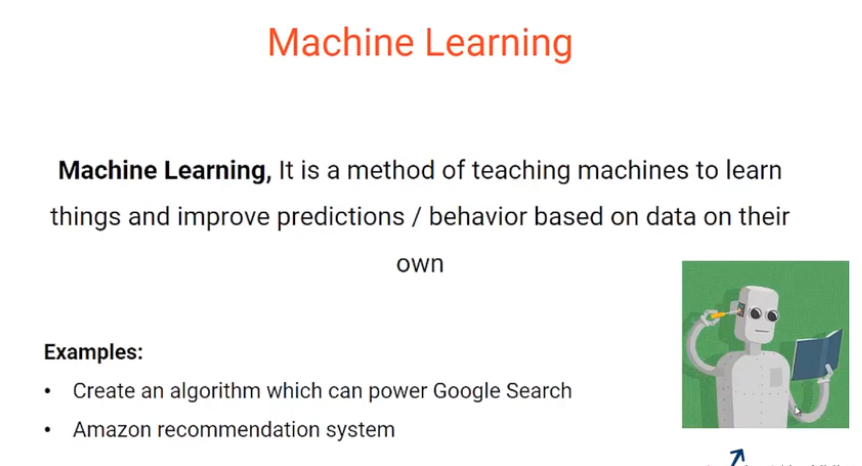 Machine Learning
Machine Learning, It is a method of teaching machines to learn
things and improve predictions / behavior based on data on their
own
Examples:
• Create an algorithm which can power Google Search
• Amazon recommendation system